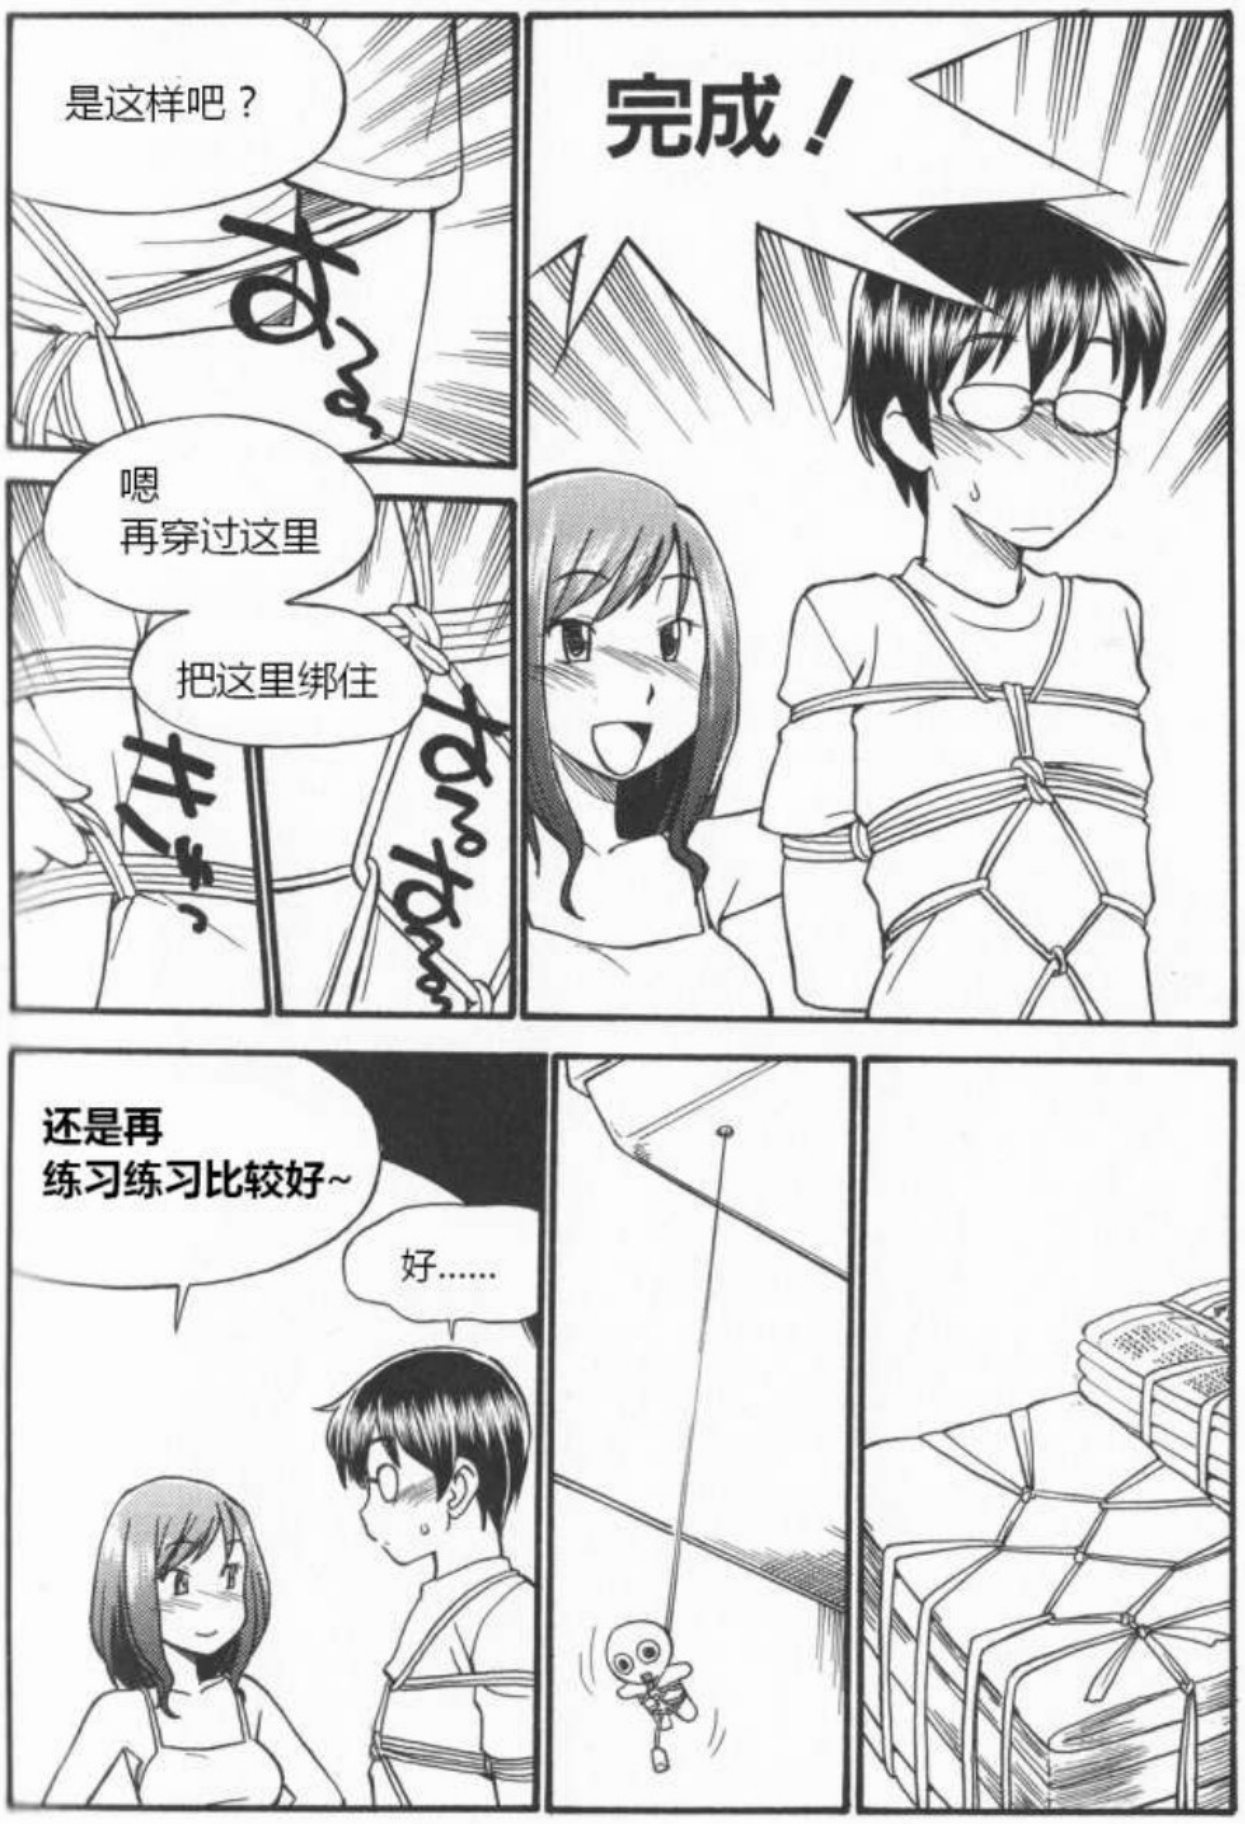 是这样吧？
嗯
再穿过这里
把这里绑住
完成！
还是再
练习练习比较好~
好……